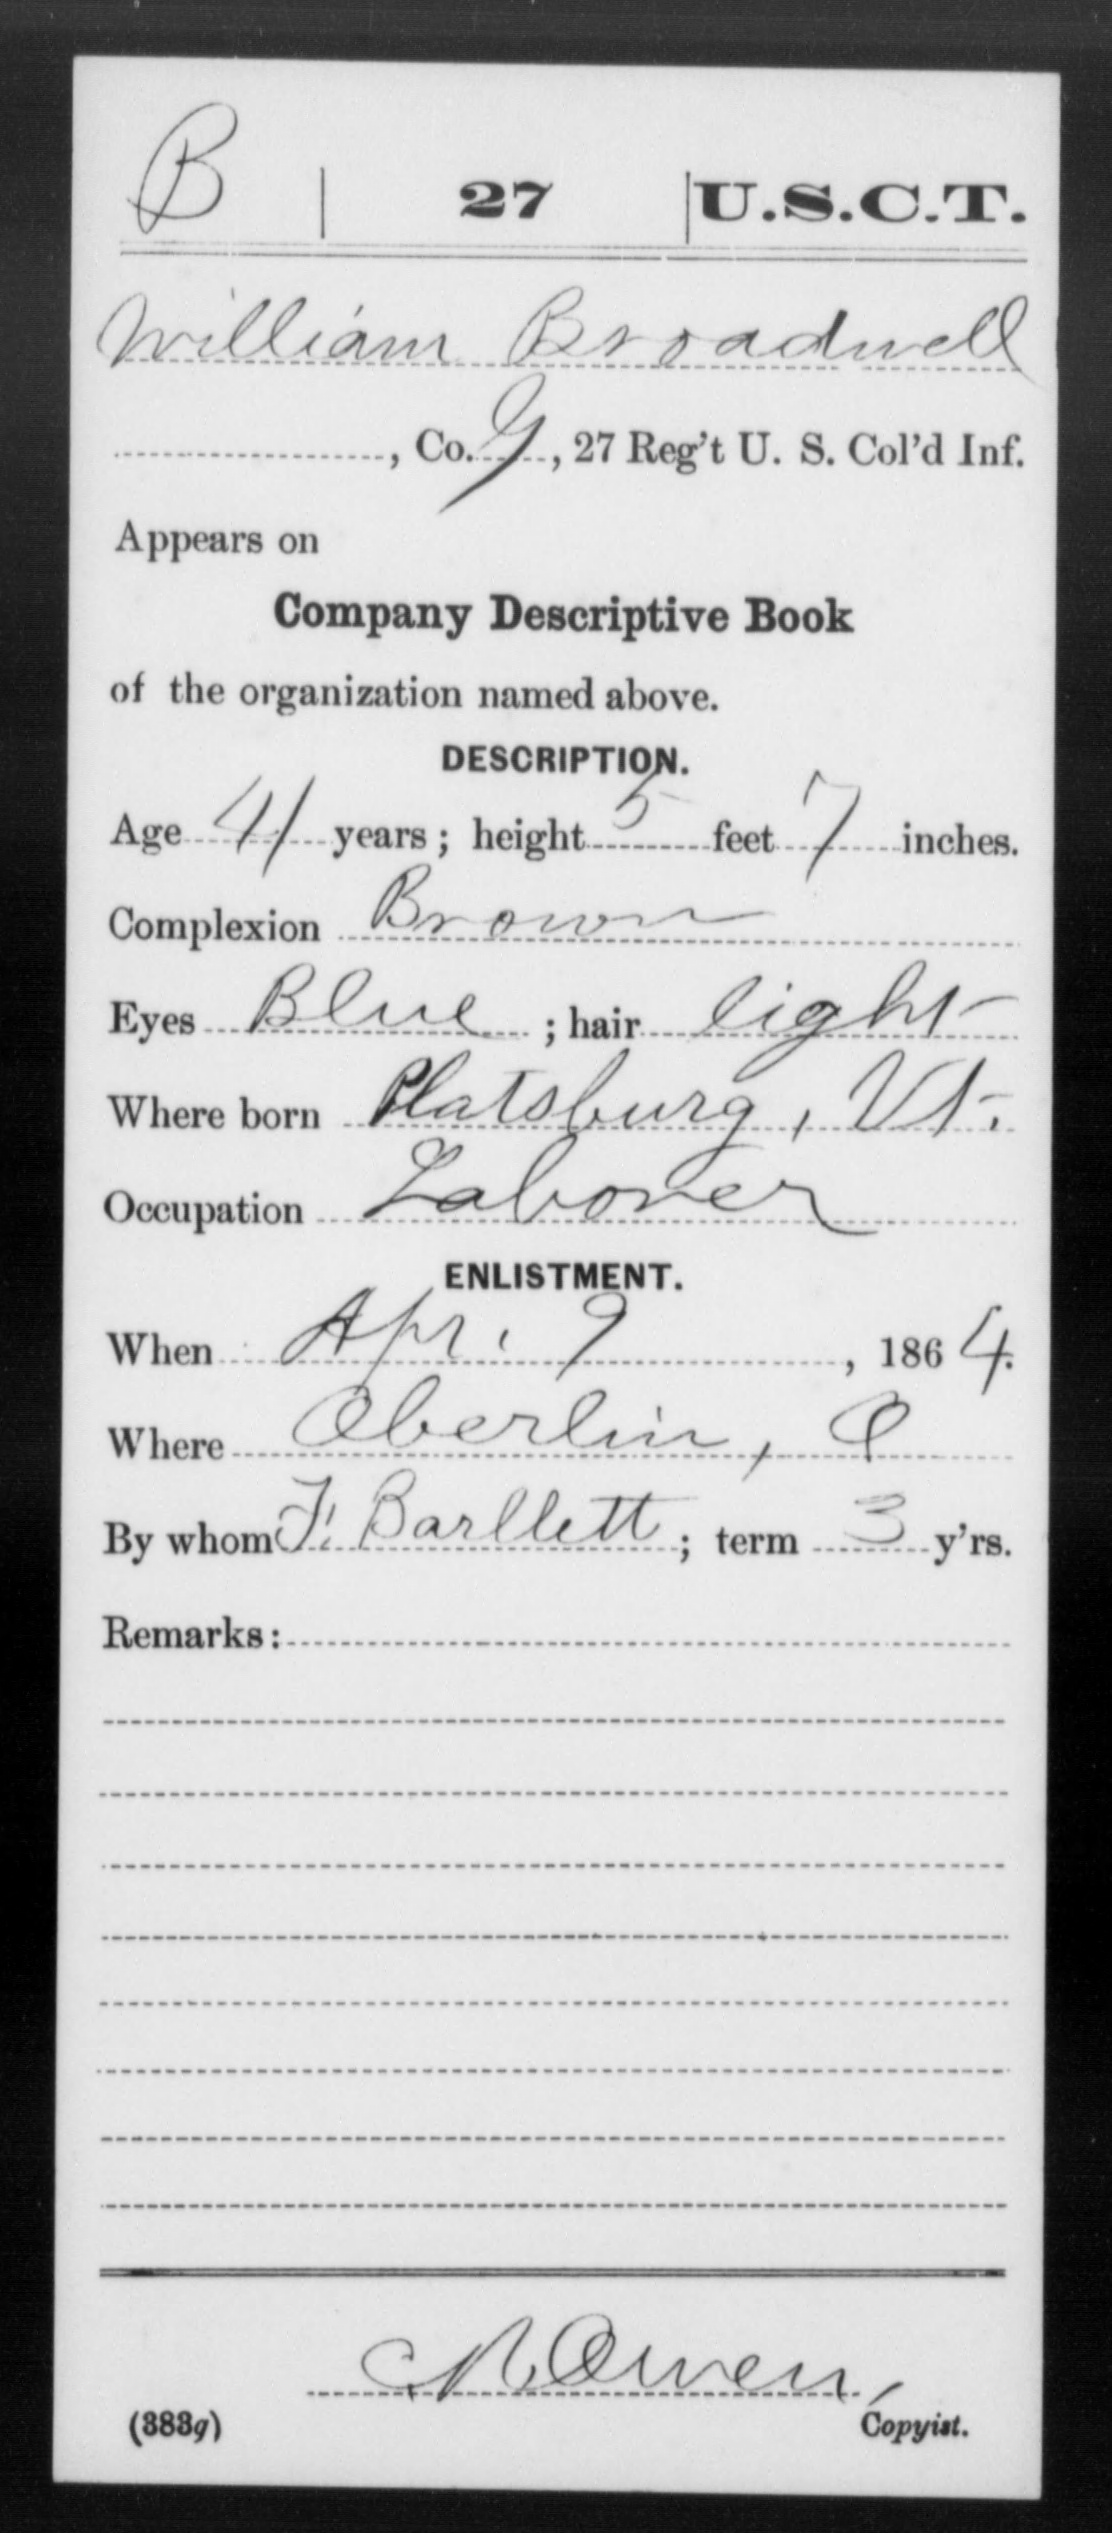 B | 27 | U.S.C.T.
William Broadwell
, Co. G, 27 Reg't U. S. Col'd Inf.
Appears on
Company Descriptive Book
of the organization named above.
DESCRIPTION.
Age 41 years; height 5 feet 7 inches.
Complexion Brown
Eyes Blue ; hair light
Where born Platsburg, Vt.
Occupation Laborer
ENLISTMENT.
When Apr. 9, 1864.
Where Oberlin, O
By whom F. Barllett; term 3 y'rs.
Remarks:
Owen,
(383g) Copyist.